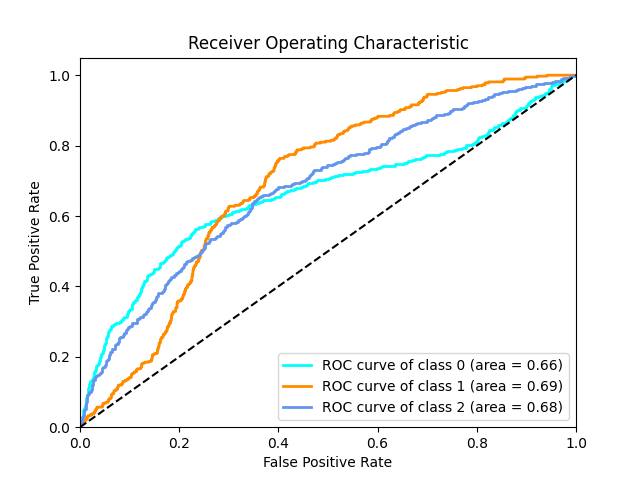 Receiver Operating Characteristic
True Positive Rate
1.0
0.8
0.6
0.4
0.2
0.0
ROC curve of class 0 (area = 0.66)
ROC curve of class 1 (area = 0.69)
ROC curve of class 2 (area = 0.68)
0.0 0.2 0.4 0.6 0.8 1.0
False Positive Rate